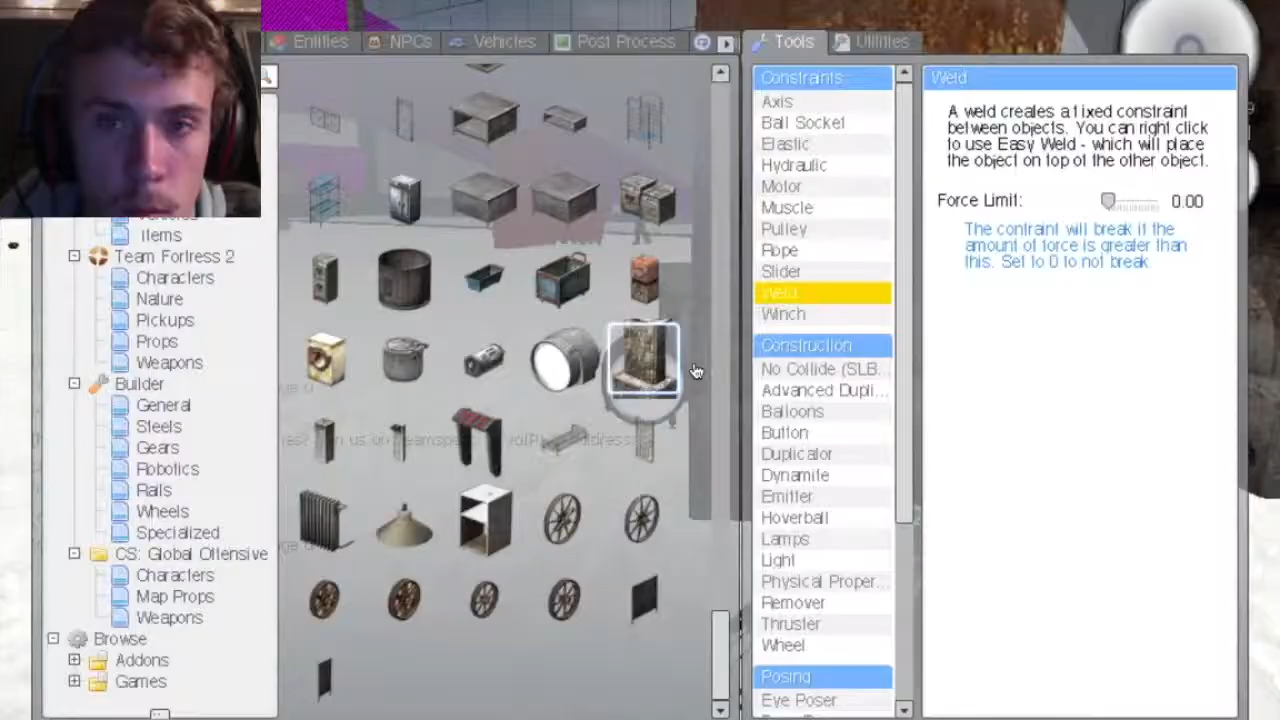 Entities
NPCs
Vehicles
Post Process
Tools
Utilities
Items
Team Fortress 2
Characters
Nature
Pickups
Props
Weapons
Builder
General
Steels
Gears
Robotics
Rails
Wheels
Specialized
CS: Global Offensive
Characters
Map Props
Weapons
Browse
Addons
Games
Constraints
Axis
Ball Socket
Elastic
Hydraulic
Motor
Muscle
Pulley
Rope
Slider
Weld
Winch
Construction
No Collide (SLB...
Advanced Dupli...
Balloons
Button
Duplicator
Dynamite
Emitter
Hoverball
Lamps
Light
Physical Proper...
Remover
Thruster
Wheel
Posing
Eye Poser
Weld
A weld creates a fixed constraint
between objects. You can right click
to use Easy Weld - which will place
the object on top of the other object.
Force Limit: 0.00
The contraint will break if the
amount of force is greater than
this. Set to 0 to not break